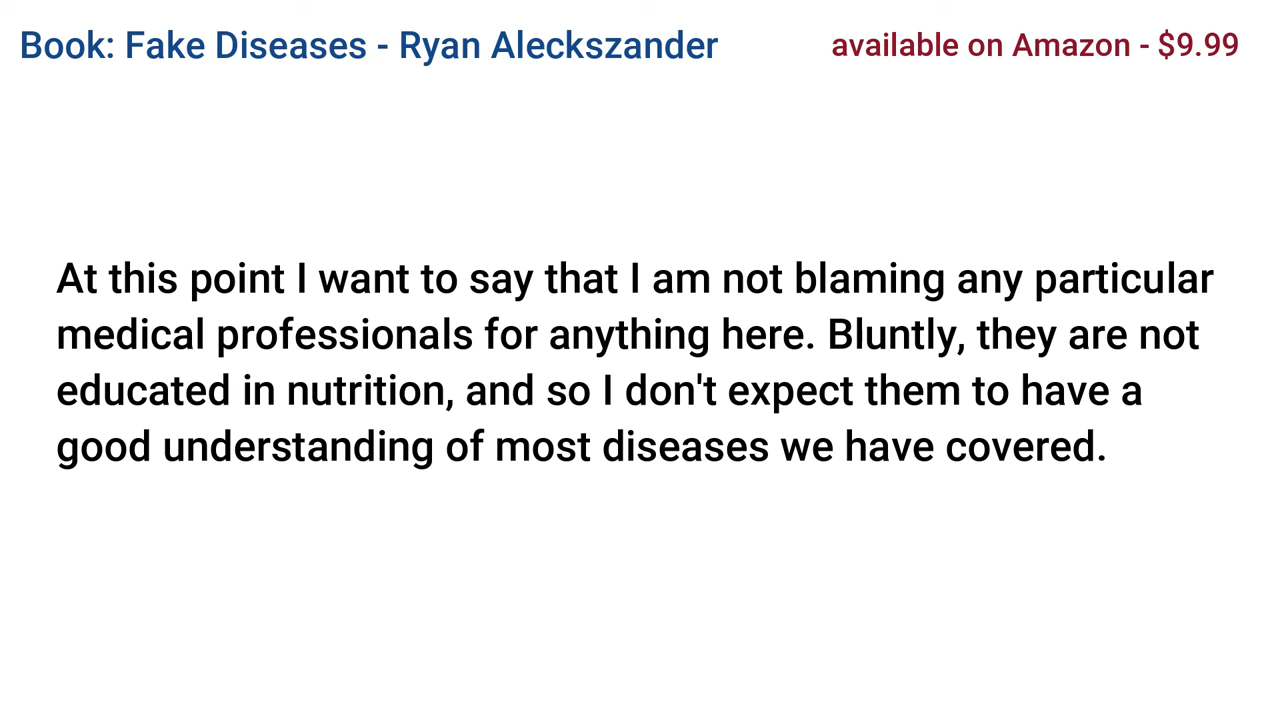 Book: Fake Diseases - Ryan Aleckszander
available on Amazon - $9.99
At this point I want to say that I am not blaming any particular
medical professionals for anything here. Bluntly, they are not
educated in nutrition, and so I don't expect them to have a
good understanding of most diseases we have covered.